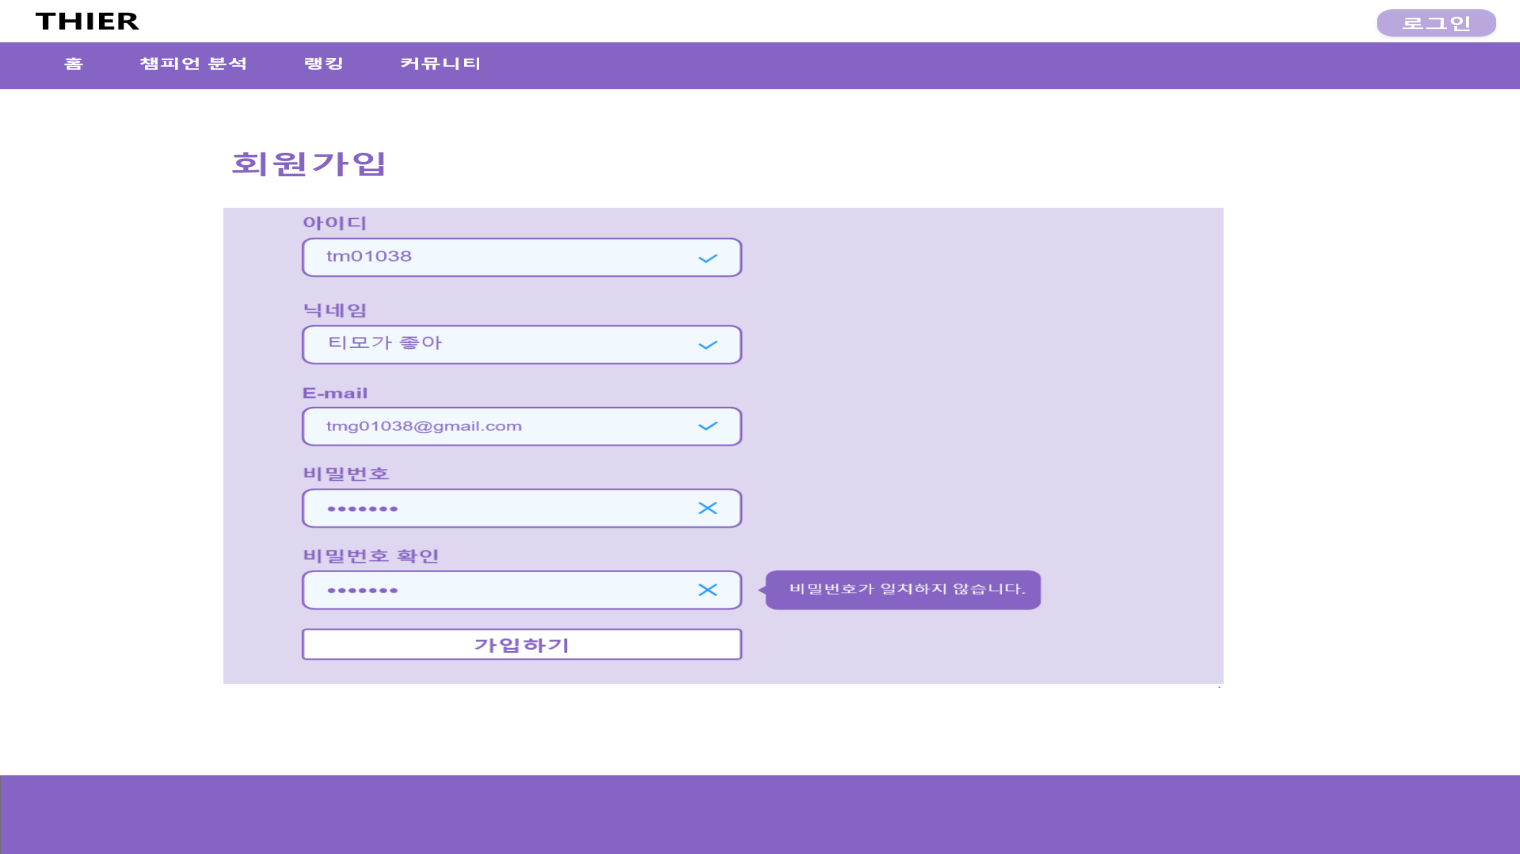 THIER
로그인
홈 챔피언 분석 랭킹 커뮤니티
회원가입
아이디
tm01038
닉네임
티모가 좋아
E-mail
tmg01038@gmail.com
비밀번호
•••••••
비밀번호 확인
•••••••
비밀번호가 일치하지 않습니다.
가입하기